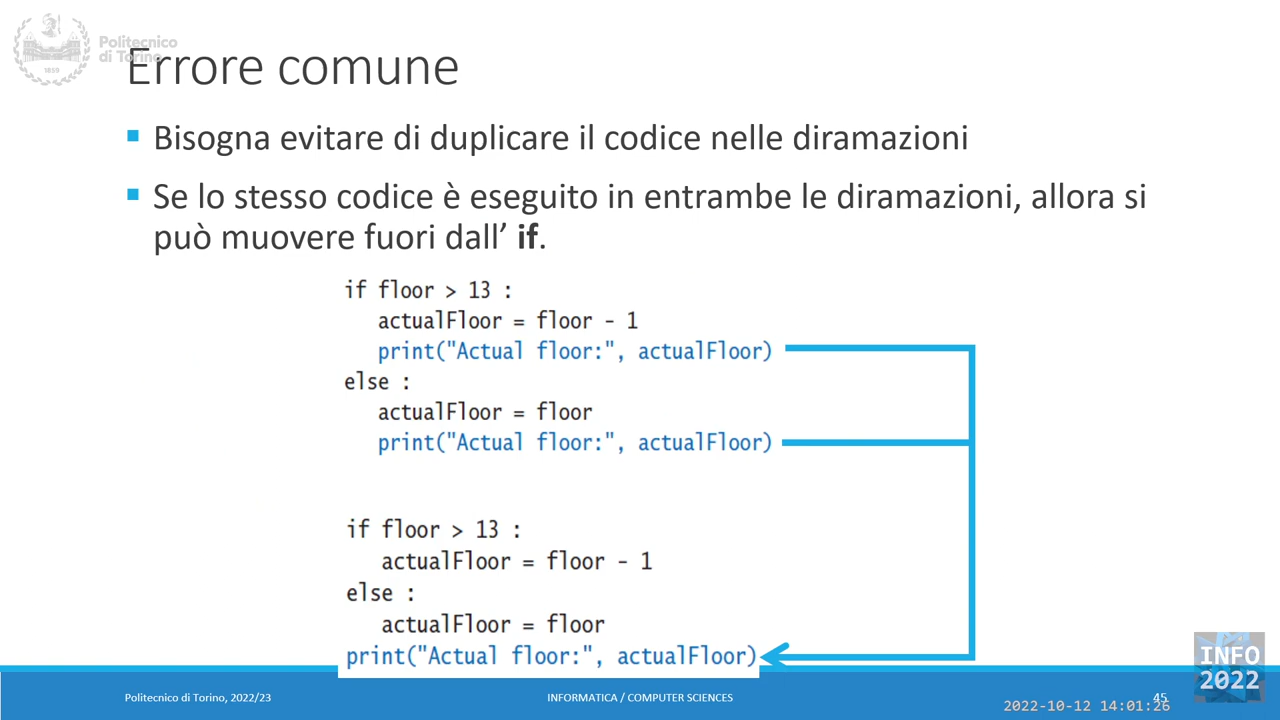 Politecnico
di Torino
1859
Errore comune
Bisogna evitare di duplicare il codice nelle diramazioni
Se lo stesso codice è eseguito in entrambe le diramazioni, allora si
può muovere fuori dall’ if.
if floor > 13 :
actualFloor = floor - 1
print("Actual floor:", actualFloor)
else :
actualFloor = floor
print("Actual floor:", actualFloor)
if floor > 13 :
actualFloor = floor - 1
else :
actualFloor = floor
print("Actual floor:", actualFloor)
Politecnico di Torino, 2022/23
INFORMATICA / COMPUTER SCIENCES
45
INFO
2022
2022-10-12 14:01:26